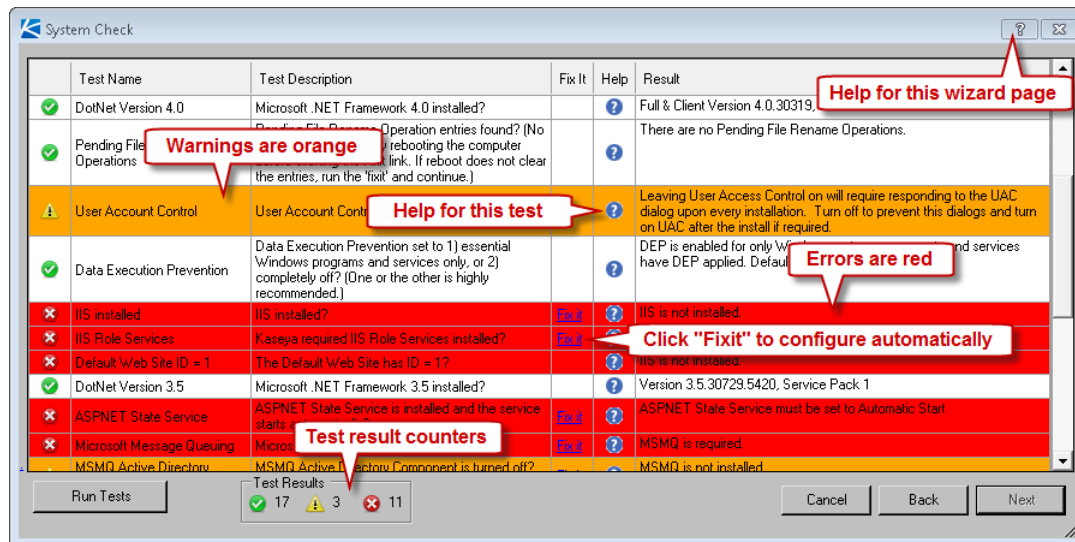 System Check
Test Name Test Description Fix It Help Result
Help for this wizard page
DotNet Version 4.0 Microsoft .NET Framework 4.0 installed? Full & Client Version 4.0.30319,
Pending File Operations
Pending File Rename Operation entries found? (No
rebooting the computer
link. If reboot does not clear
the entries, run the 'fixit' and continue.)
There are no Pending File Rename Operations.
Warnings are orange
User Account Control User Account Contr
Help for this test
Leaving User Access Control on will require responding to the UAC
dialog upon every installation. Turn off to prevent this dialogs and turn
on UAC after the install if required.
Data Execution Prevention
Data Execution Prevention set to 1) essential
Windows programs and services only, or 2)
completely off? (One or the other is highly
recommended.)
DEP is enabled for only Wi and services
have DEP applied. Defaul
Errors are red
IIS installed IIS installed? Fix it IIS is not installed.
IIS Role Services Kaseya required IIS Role Services installed? Fix it
Click "Fixit" to configure automatically
Default Web Site ID = 1 The Default Web Site has ID = 1? IIS is not installed.
DotNet Version 3.5 Microsoft .NET Framework 3.5 installed? Version 3.5.30729.5420, Service Pack 1
ASPNET State Service
ASPNET State Service is installed and the service
starts
Fix it
ASPNET State Service must be set to Automatic Start
Microsoft Message Queuing Micros Fix it MSMQ is required.
Test result counters
MSMQ Active Directory MSMQ Active Directory Component is turned off? MSMQ is not installed
Run Tests
Test Results
17 3 11
Cancel Back Next